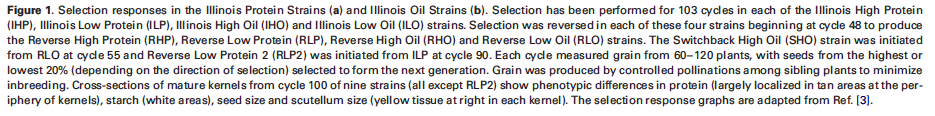 Figure 1. Selection responses in the Illinois Protein Strains (a) and Illinois Oil Strains (b). Selection has been performed for 103 cycles in each of the Illinois High Protein
(IHP), Illinois Low Protein (ILP), Illinois High Oil (IHO) and Illinois Low Oil (ILO) strains. Selection was reversed in each of these four strains beginning at cycle 48 to produce
the Reverse High Protein (RHP), Reverse Low Protein (RLP), Reverse High Oil (RHO) and Reverse Low Oil (RLO) strains. The Switchback High Oil (SHO) strain was initiated
from RLO at cycle 55 and Reverse Low Protein 2 (RLP2) was initiated from ILP at cycle 90. Each cycle measured grain from 60–120 plants, with seeds from the highest or
lowest 20% (depending on the direction of selection) selected to form the next generation. Grain was produced by controlled pollinations among sibling plants to minimize
inbreeding. Cross-sections of mature kernels from cycle 100 of nine strains (all except RLP2) show phenotypic differences in protein (largely localized in tan areas at the per-
iphery of kernels), starch (white areas), seed size and scutellum size (yellow tissue at right in each kernel). The selection response graphs are adapted from Ref. [3].